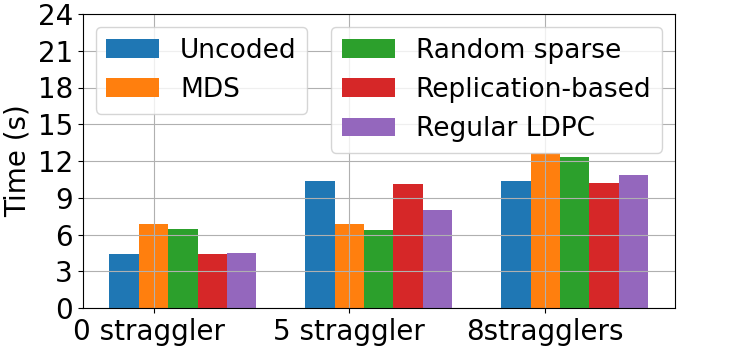 24
21
18
15
12
9
6
3
0
Time (s)
Uncoded
MDS
Random sparse
Replication-based
Regular LDPC
0 straggler
5 straggler
8stragglers